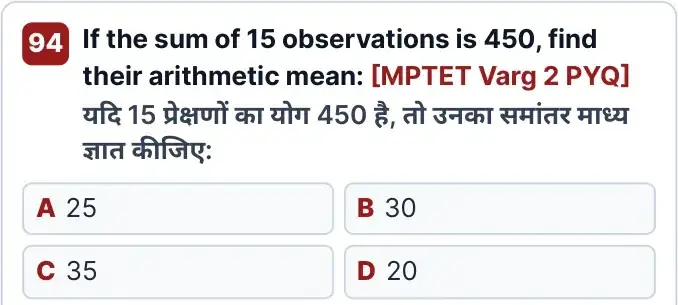 94 If the sum of 15 observations is 450, find
their arithmetic mean: [MPTET Varg 2 PYQ]
यदि 15 प्रेक्षणों का योग 450 है, तो उनका समांतर माध्य
ज्ञात कीजिए:
A 25
B 30
C 35
D 20